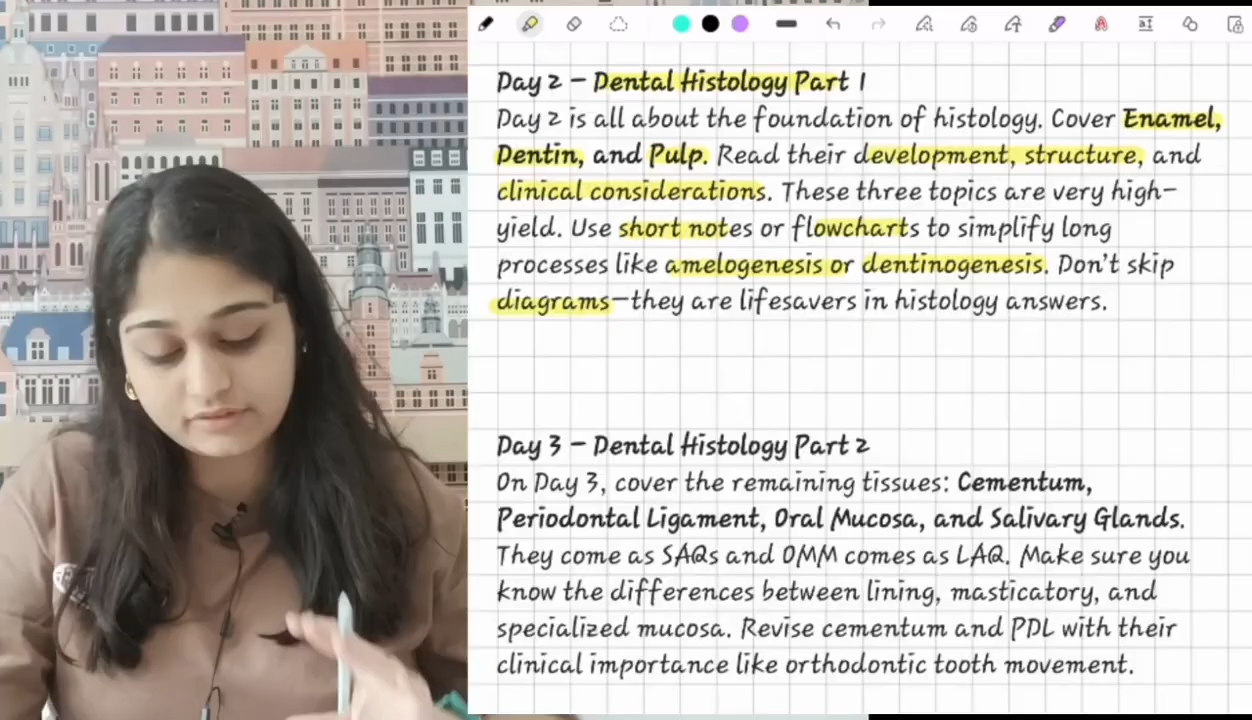 Day 2 – Dental Histology Part 1
Day 2 is all about the foundation of histology. Cover Enamel,
Dentin, and Pulp. Read their development, structure, and
clinical considerations. These three topics are very high-
yield. Use short notes or flowcharts to simplify long
processes like amelogenesis or dentinogenesis. Don't skip
diagrams—they are lifesavers in histology answers.
Day 3 – Dental Histology Part 2
On Day 3, cover the remaining tissues: Cementum,
Periodontal Ligament, Oral Mucosa, and Salivary Glands.
They come as SAQs and OMM comes as LAQ. Make sure you
know the differences between lining, masticatory, and
specialized mucosa. Revise cementum and PDL with their
clinical importance like orthodontic tooth movement.